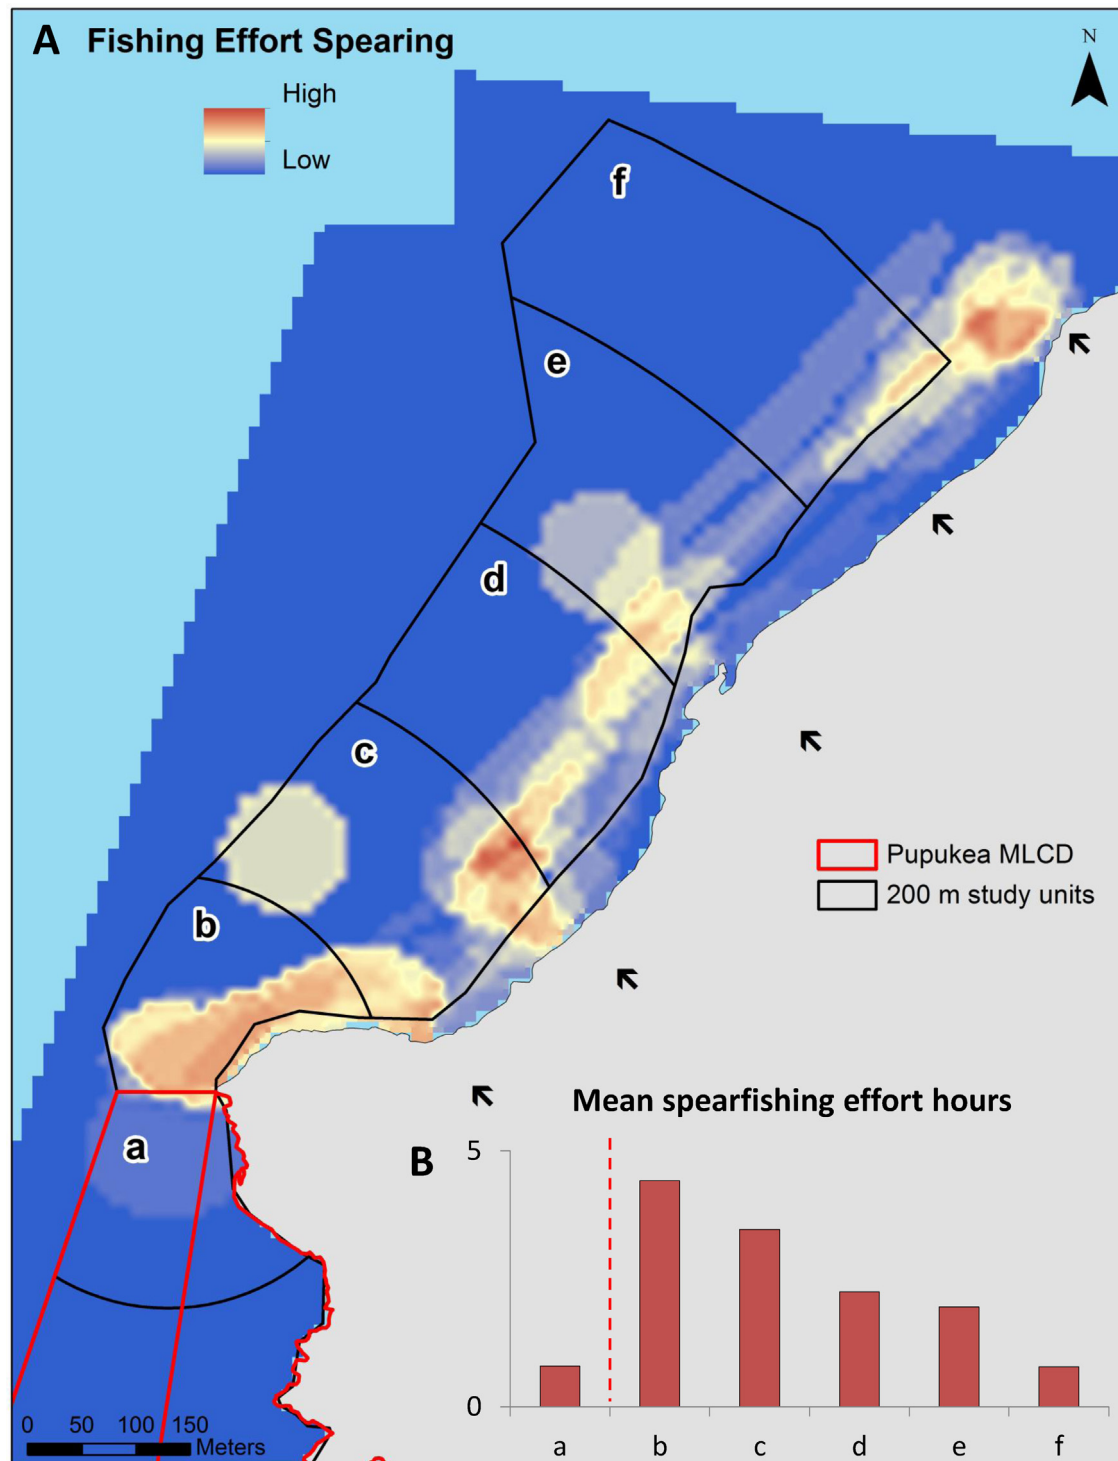 A Fishing Effort Spearing
N
High
Low
f
e
d
c
Pupukea MLCD
200 m study units
b
a
Mean spearfishing effort hours
B
5
0
a b c d e f
0 50 100 150
Meters